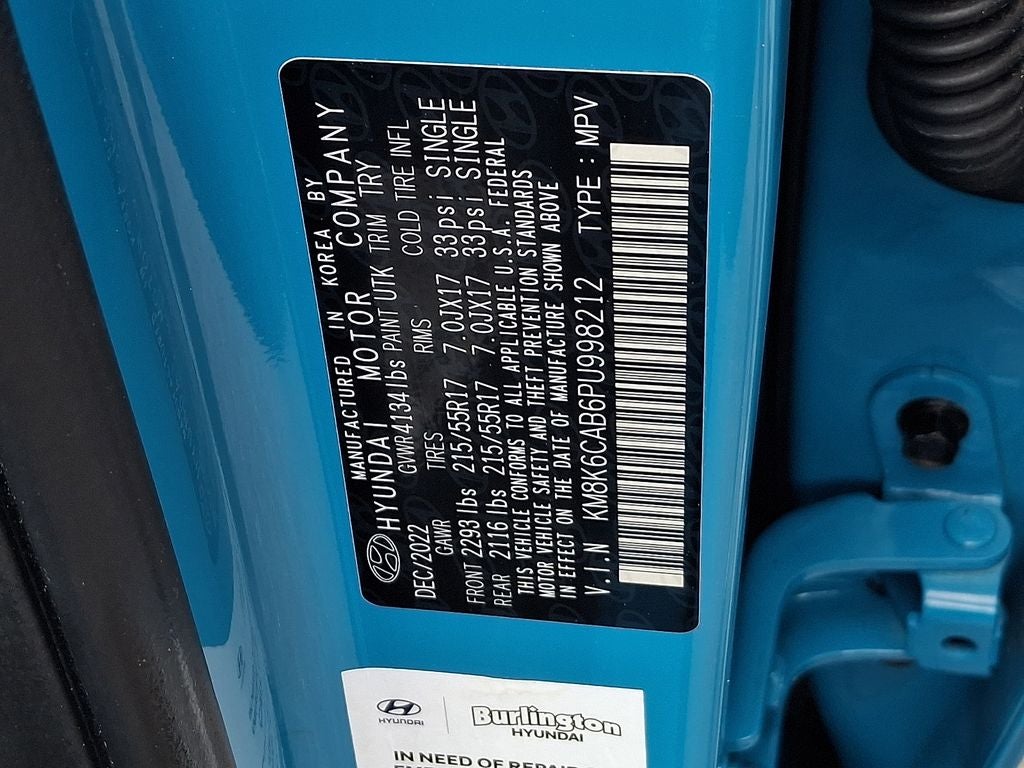 MANUFACTURED IN KOREA BY
HYUNDAI MOTOR COMPANY
GVWR4134lbs PAINT UTK TRIM TRY
DEC/2022
GAWR TIRES RIMS COLD TIRE INFL
FRONT 2293 lbs 215/55R17 7.0JX17 33psi SINGLE
REAR 2116 lbs 215/55R17 7.0JX17 33psi SINGLE
THIS VEHICLE CONFORMS TO ALL APPLICABLE U.S.A. FEDERAL
MOTOR VEHICLE SAFETY AND THEFT PREVENTION STANDARDS
IN EFFECT ON THE DATE OF MANUFACTURE SHOWN ABOVE
V.I.N KM8K6CAB6PU998212 TYPE : MPV
HYUNDAI
Burlington
HYUNDAI
IN NEED OF REPAIR